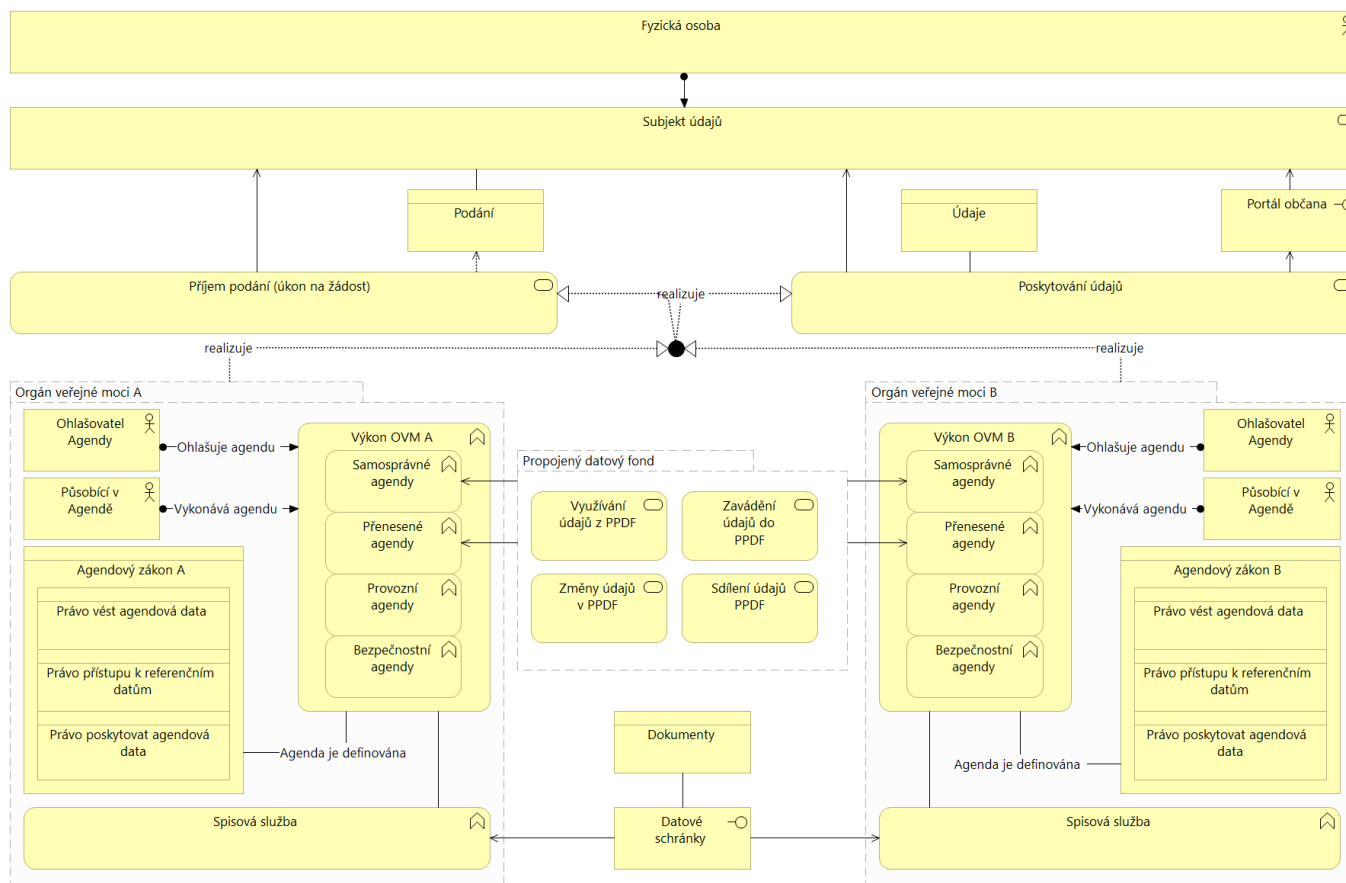 Fyzická osoba
Subjekt údajů
Podání
Údaje
Portál občana
Příjem podání (úkon na žádost)
realizuje
Poskytování údajů
realizuje
realizuje
Orgán veřejné moci A
Ohlašovatel
Agendy
Ohlašuje agendu
Působící v
Agendě
Vykonává agendu
Výkon OVM A
Samosprávné
agendy
Přenesené
agendy
Provozní
agendy
Bezpečnostní
agendy
Agendový zákon A
Právo vést agendová data
Právo přístupu k referenčním
datům
Právo poskytovat agendová
data
Agenda je definována
Spisová služba
Propojený datový fond
Využívání
údajů z PPDF
Zavádění
údajů do
PPDF
Změny údajů
v PPDF
Sdílení údajů
PPDF
Dokumenty
Datové
schránky
Orgán veřejné moci B
Výkon OVM B
Samosprávné
agendy
Přenesené
agendy
Provozní
agendy
Bezpečnostní
agendy
Ohlašuje agendu
Ohlašovatel
Agendy
Vykonává agendu
Působící v
Agendě
Agendový zákon B
Právo vést agendová data
Právo přístupu k referenčním
datům
Právo poskytovat agendová
data
Agenda je definována
Spisová služba